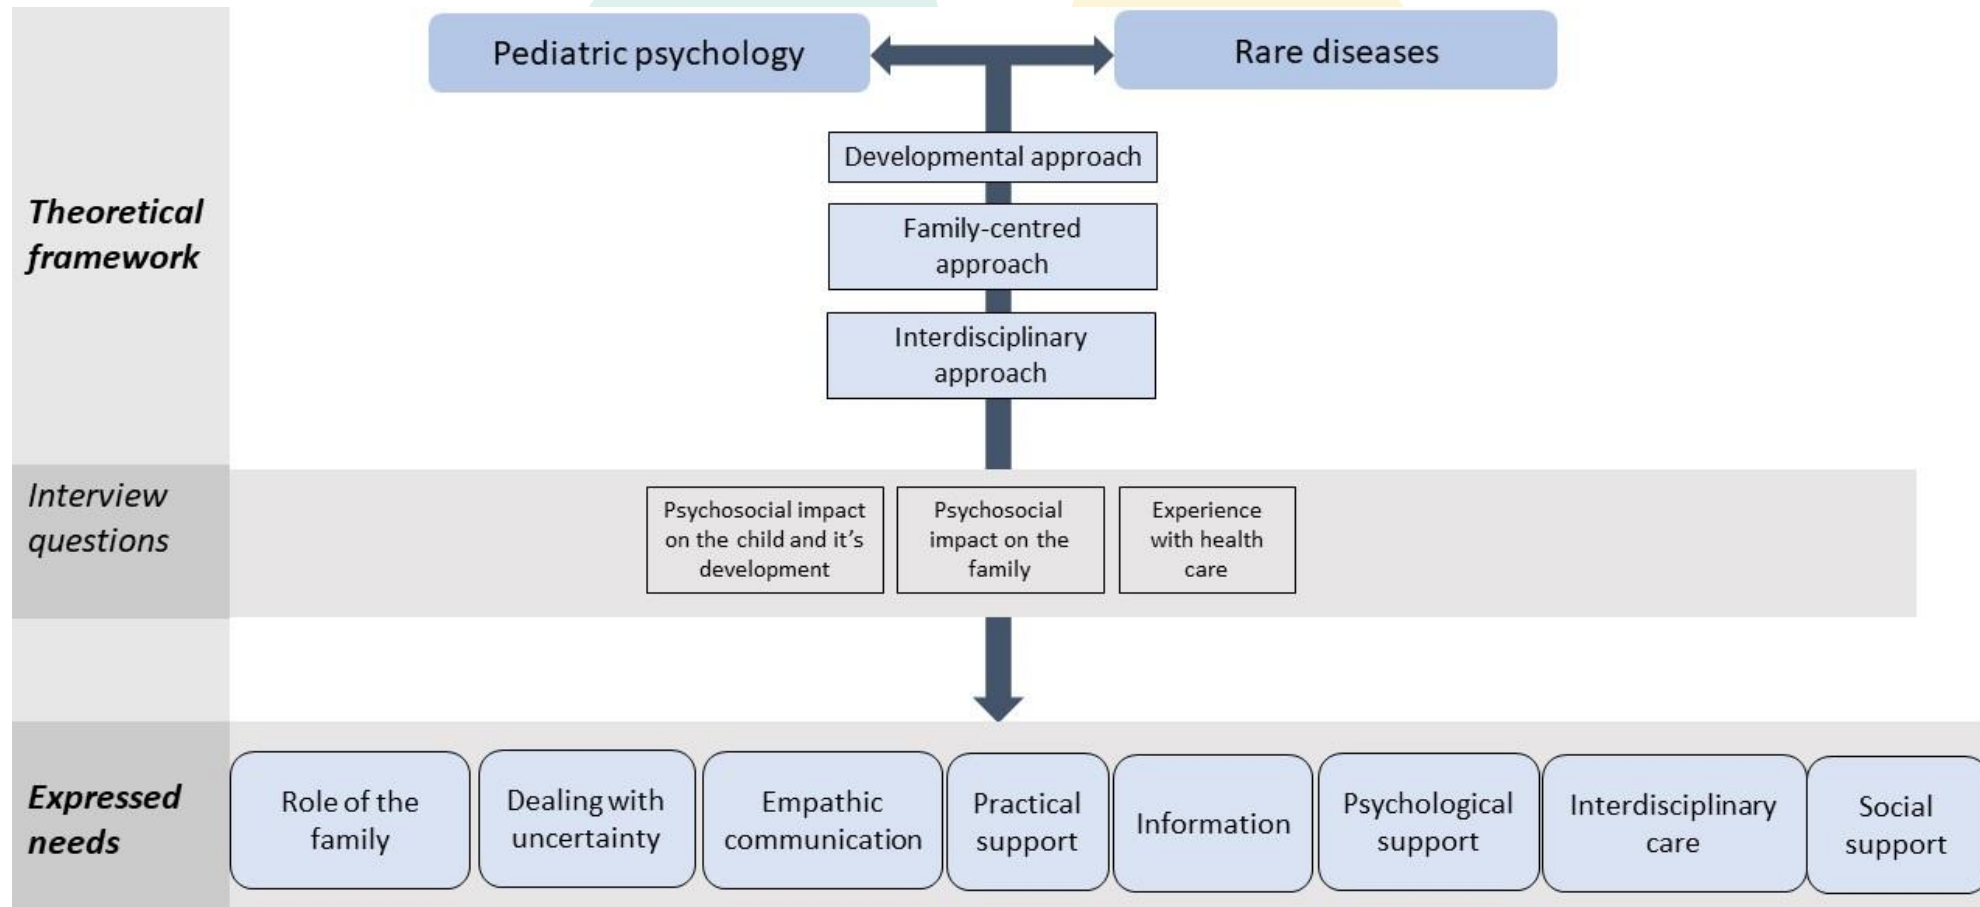 Pediatric psychology
Rare diseases
Developmental approach
Family-centred
approach
Interdisciplinary
approach
Theoretical
framework
Interview
questions
Psychosocial impact
on the child and it's
development
Psychosocial
impact on the
family
Experience
with health
care
Expressed
needs
Role of the
family
Dealing with
uncertainty
Empathic
communication
Practical
support
Information
Psychological
support
Interdisciplinary
care
Social
support